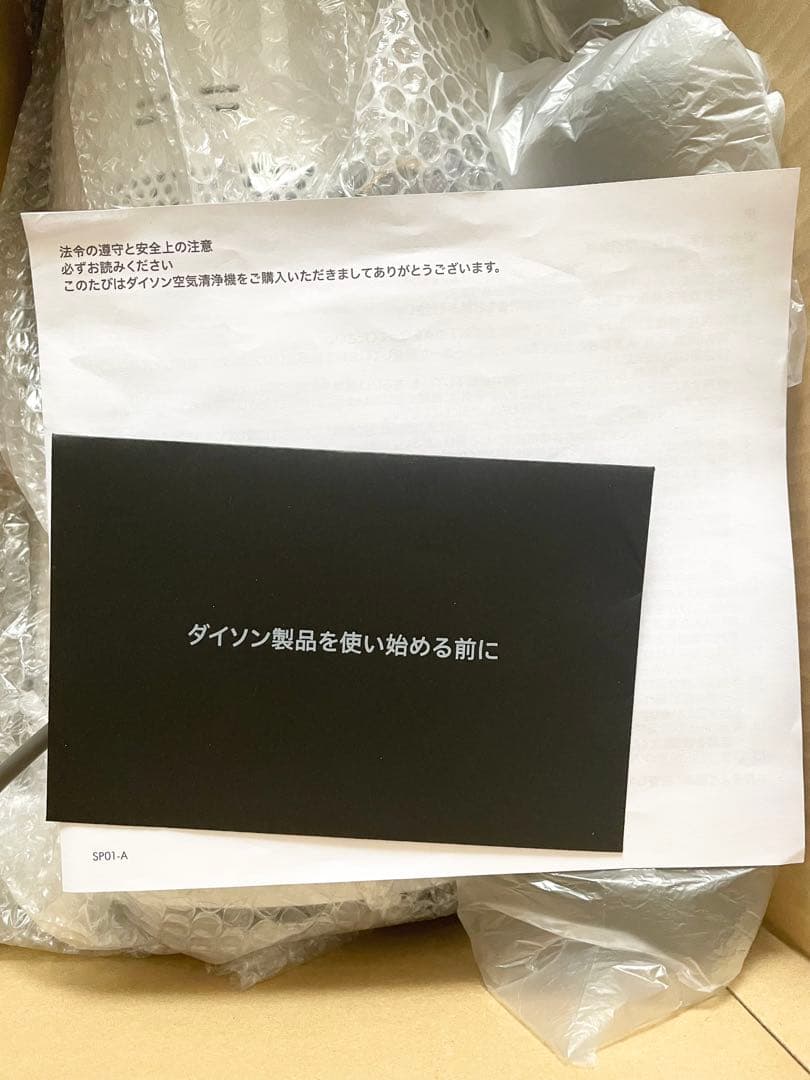 法令の遵守と安全上の注意
必ずお読みください
このたびはダイソン空気清浄機をご購入いただきましてありがとうございます。
ダイソン製品を使い始める前に
SP01-A